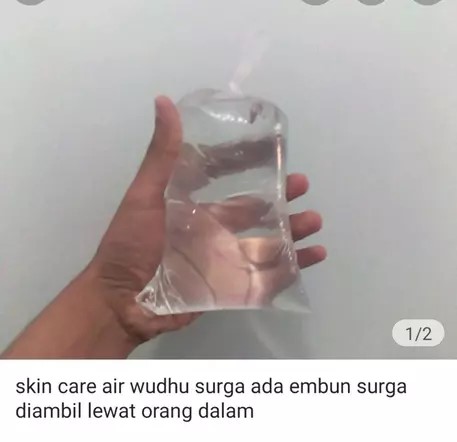 1/2
skin care air wudhu surga ada embun surga
diambil lewat orang dalam